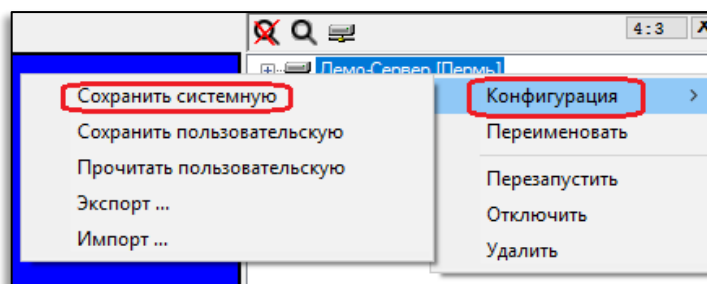 4:3
Демо-Сервер [Пермь]
Сохранить системную
Сохранить пользовательскую
Прочитать пользовательскую
Экспорт ...
Импорт ...
Конфигурация
Переименовать
Перезапустить
Отключить
Удалить